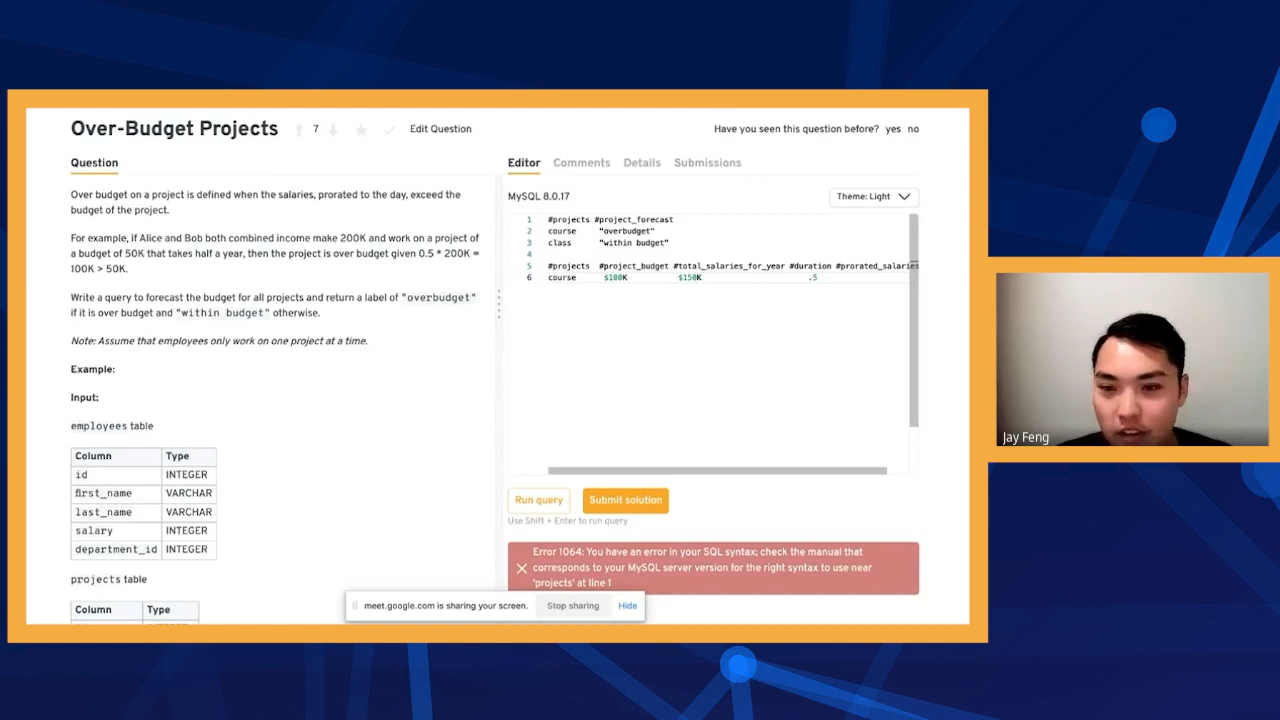 Over-Budget Projects 7 Edit Question Have you seen this question before? yes no
Question
Over budget on a project is defined when the salaries, prorated to the day, exceed the
budget of the project.
For example, if Alice and Bob both combined income make 200K and work on a project of
a budget of 50K that takes half a year, then the project is over budget given 0.5 * 200K =
100K > 50K.
Write a query to forecast the budget for all projects and return a label of "overbudget"
if it is over budget and "within budget" otherwise.
Note: Assume that employees only work on one project at a time.
Example:
Input:
employees table
Column Type
id INTEGER
first_name VARCHAR
last_name VARCHAR
salary INTEGER
department_id INTEGER
projects table
Column Type
Editor Comments Details Submissions
MySQL 8.0.17 Theme: Light
1 #projects #project_forecast
2 course "overbudget"
3 class "within budget"
4
5 #projects #project_budget #total_salaries_for_year #duration #prorated_salaries
6 course $100K $150K .5
Run query Submit solution
Use Shift + Enter to run query
Error 1064: You have an error in your SQL syntax; check the manual that
corresponds to your MySQL server version for the right syntax to use near
'projects' at line 1
meet.google.com is sharing your screen. Stop sharing Hide
Jay Feng